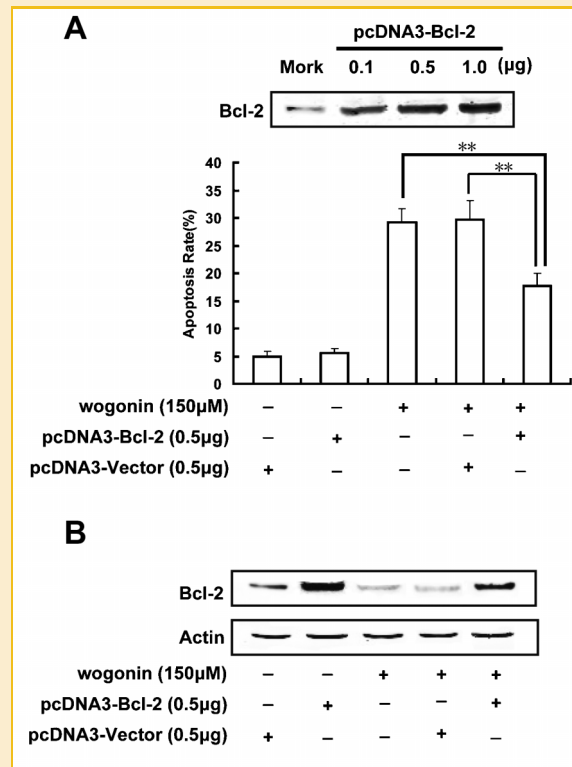 A
pcDNA3-Bcl-2
Mork 0.1 0.5 1.0 (µg)
Bcl-2
Apoptosis Rate(%)
40
35
30
25
20
15
10
5
0
**
**
wogonin (150µM) – – + + +
pcDNA3-Bcl-2 (0.5µg) – + – – +
pcDNA3-Vector (0.5µg) + – – + –
B
Bcl-2
Actin
wogonin (150µM) – – + + +
pcDNA3-Bcl-2 (0.5µg) – + – – +
pcDNA3-Vector (0.5µg) + – – + –